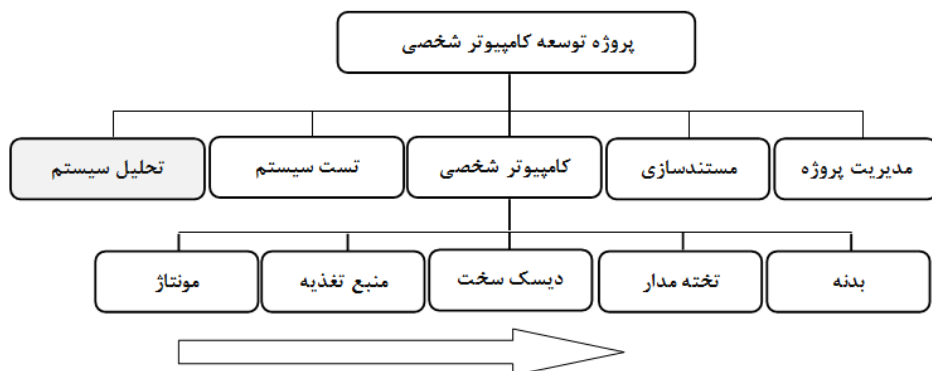 پروژه توسعه کامپیوتر شخصی
مدیریت پروژه
مستندسازی
کامپیوتر شخصی
تست سیستم
تحلیل سیستم
بدنه
تخته مدار
دیسک سخت
منبع تغذیه
مونتاژ